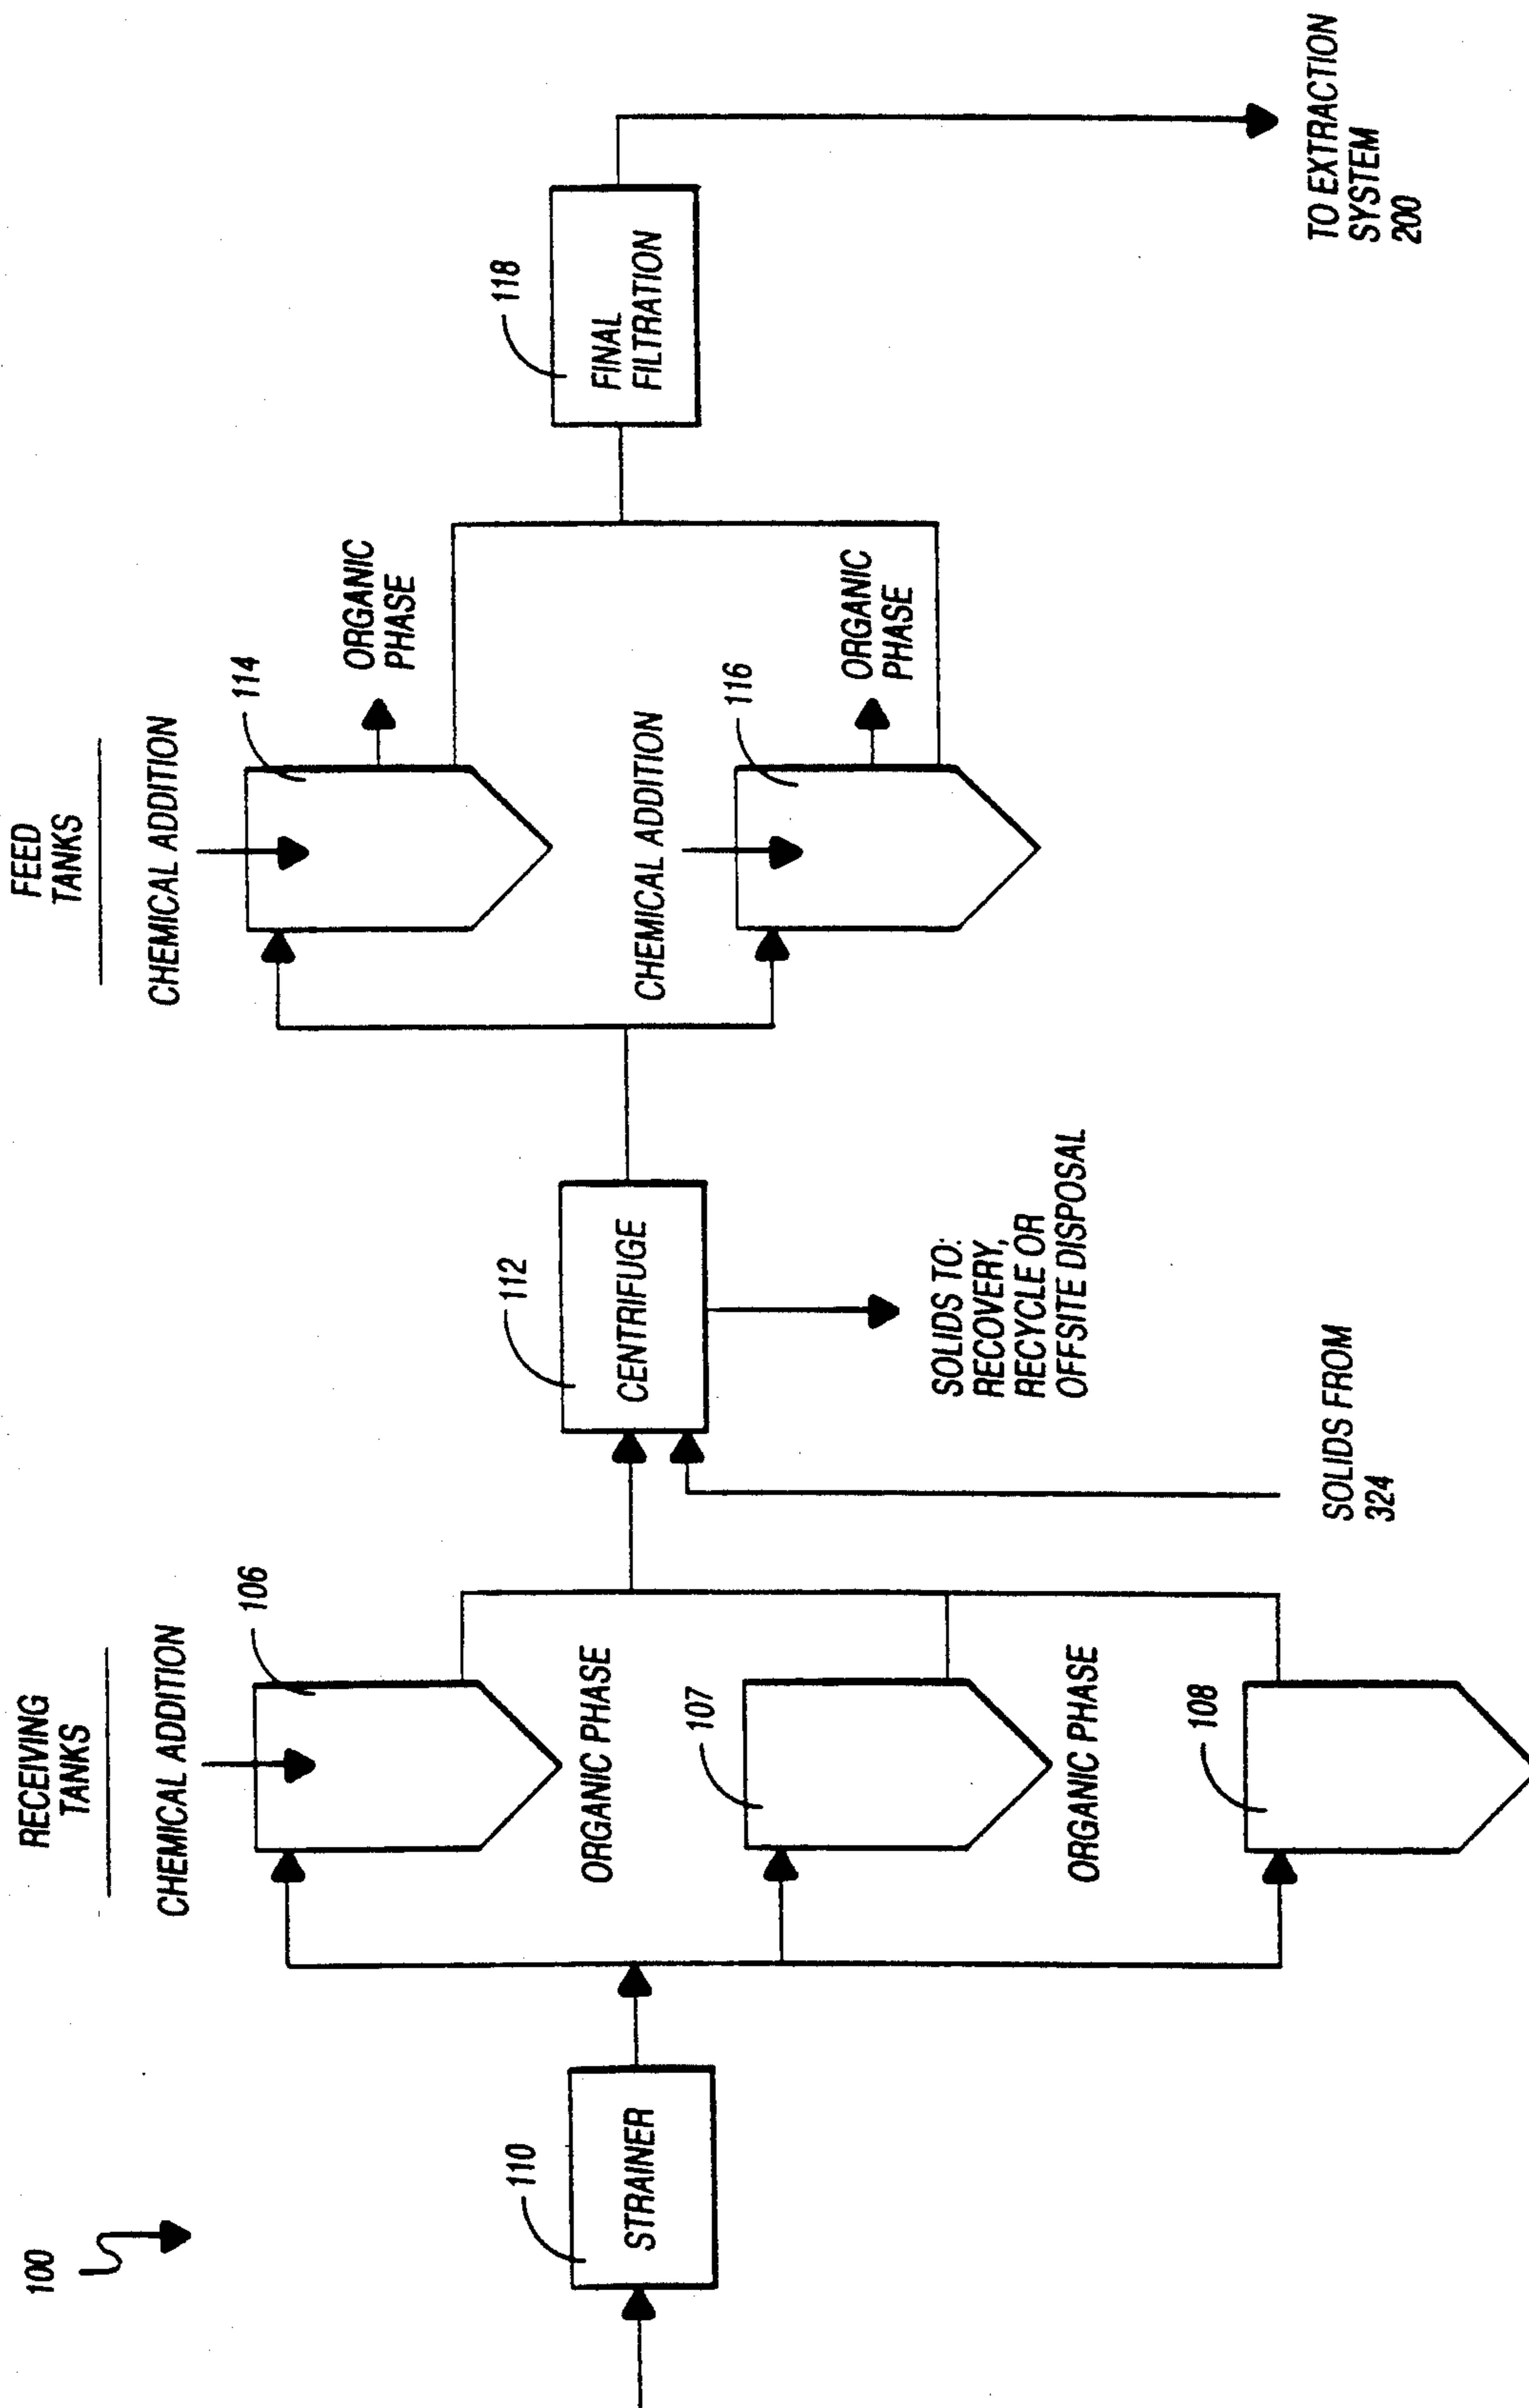 100
RECEIVING
TANKS
FEED
TANKS
CHEMICAL ADDITION
106
CHEMICAL ADDITION
114
ORGANIC
PHASE
110
STRAINER
ORGANIC PHASE
112
CENTRIFUGE
118
FINAL
FILTRATION
107
CHEMICAL ADDITION
116
ORGANIC
PHASE
SOLIDS TO:
RECOVERY,
RECYCLE OR
OFFSITE DISPOSAL
ORGANIC PHASE
108
SOLIDS FROM
324
TO EXTRACTION
SYSTEM
200